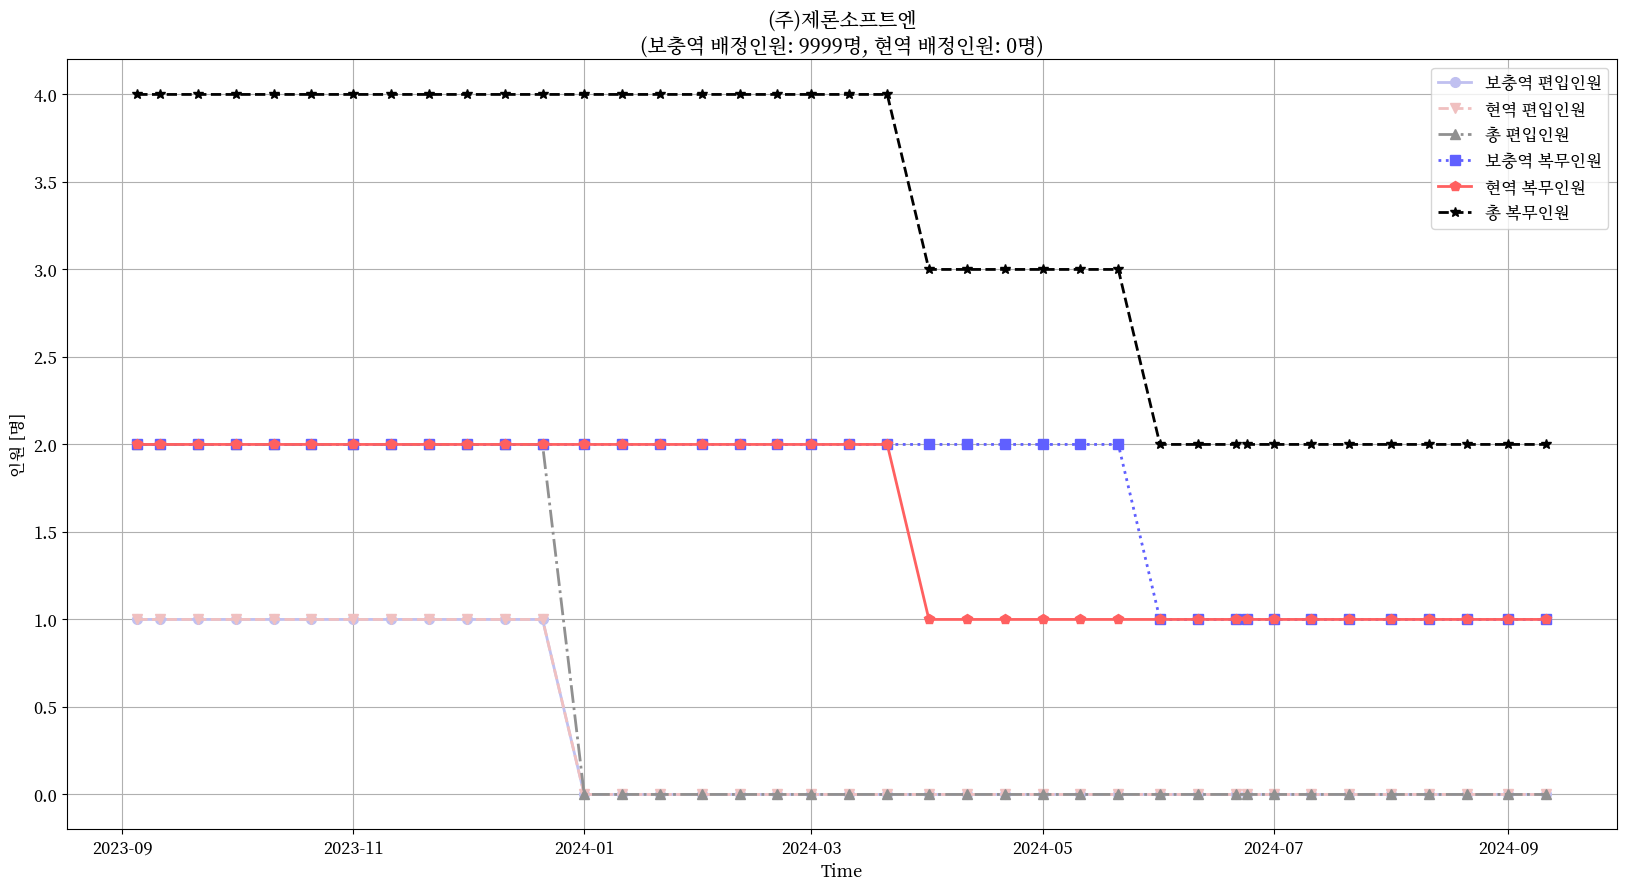 (주)제론소프트엔
(보충역 배정인원: 9999명, 현역 배정인원: 0명)
보충역 편입인원
현역 편입인원
총 편입인원
보충역 복무인원
현역 복무인원
총 복무인원
인원 [명]
4.0
3.5
3.0
2.5
2.0
1.5
1.0
0.5
0.0
2023-09 2023-11 2024-01 2024-03 2024-05 2024-07 2024-09
Time